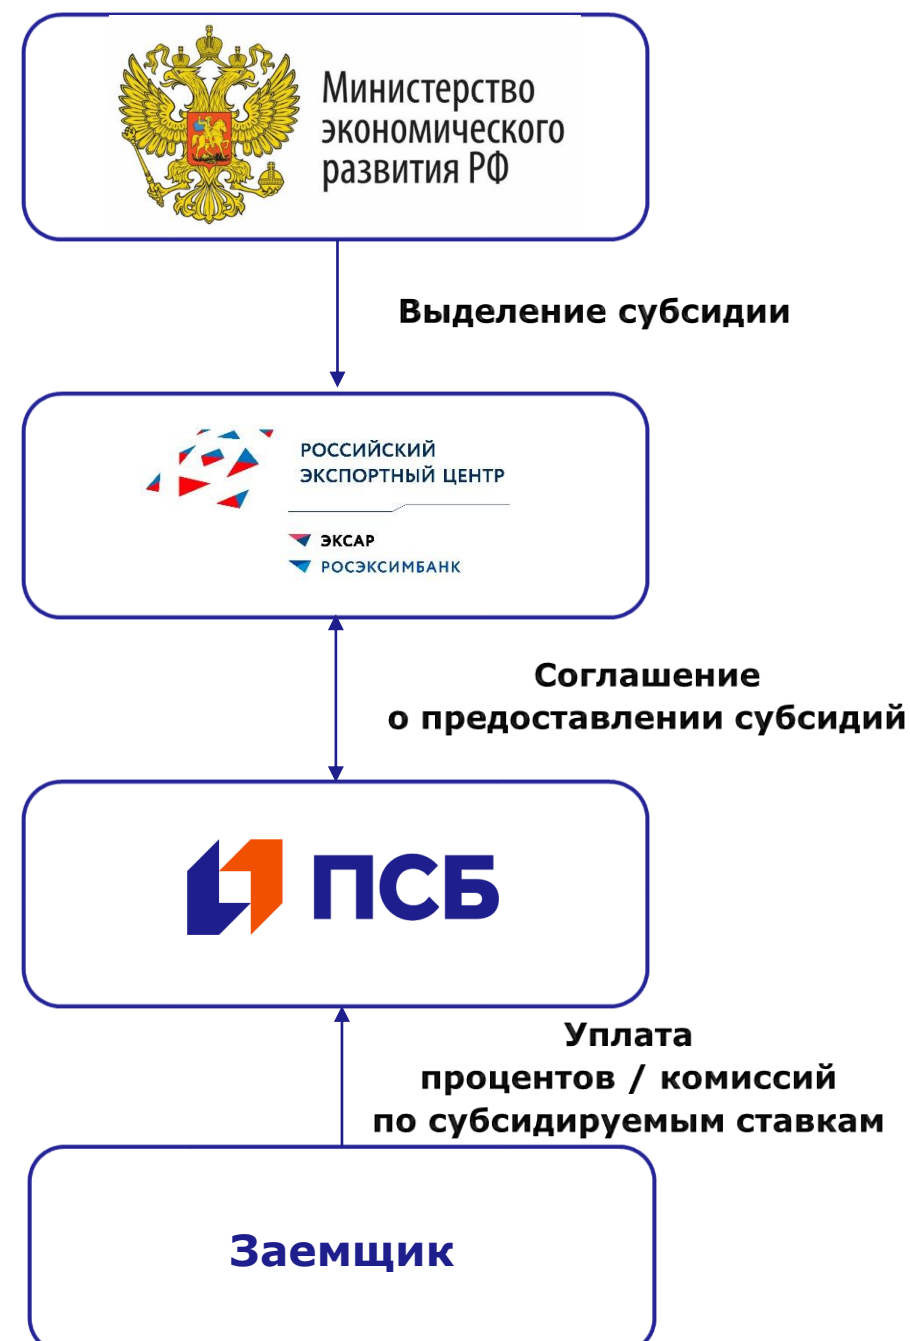 Министерство
экономического
развития РФ
Выделение субсидии
РОССИЙСКИЙ
ЭКСПОРТНЫЙ ЦЕНТР
ЭКСАР
РОСЭКСИМБАНК
Соглашение
о предоставлении субсидий
ПСБ
Уплата
процентов / комиссий
по субсидируемым ставкам
Заемщик